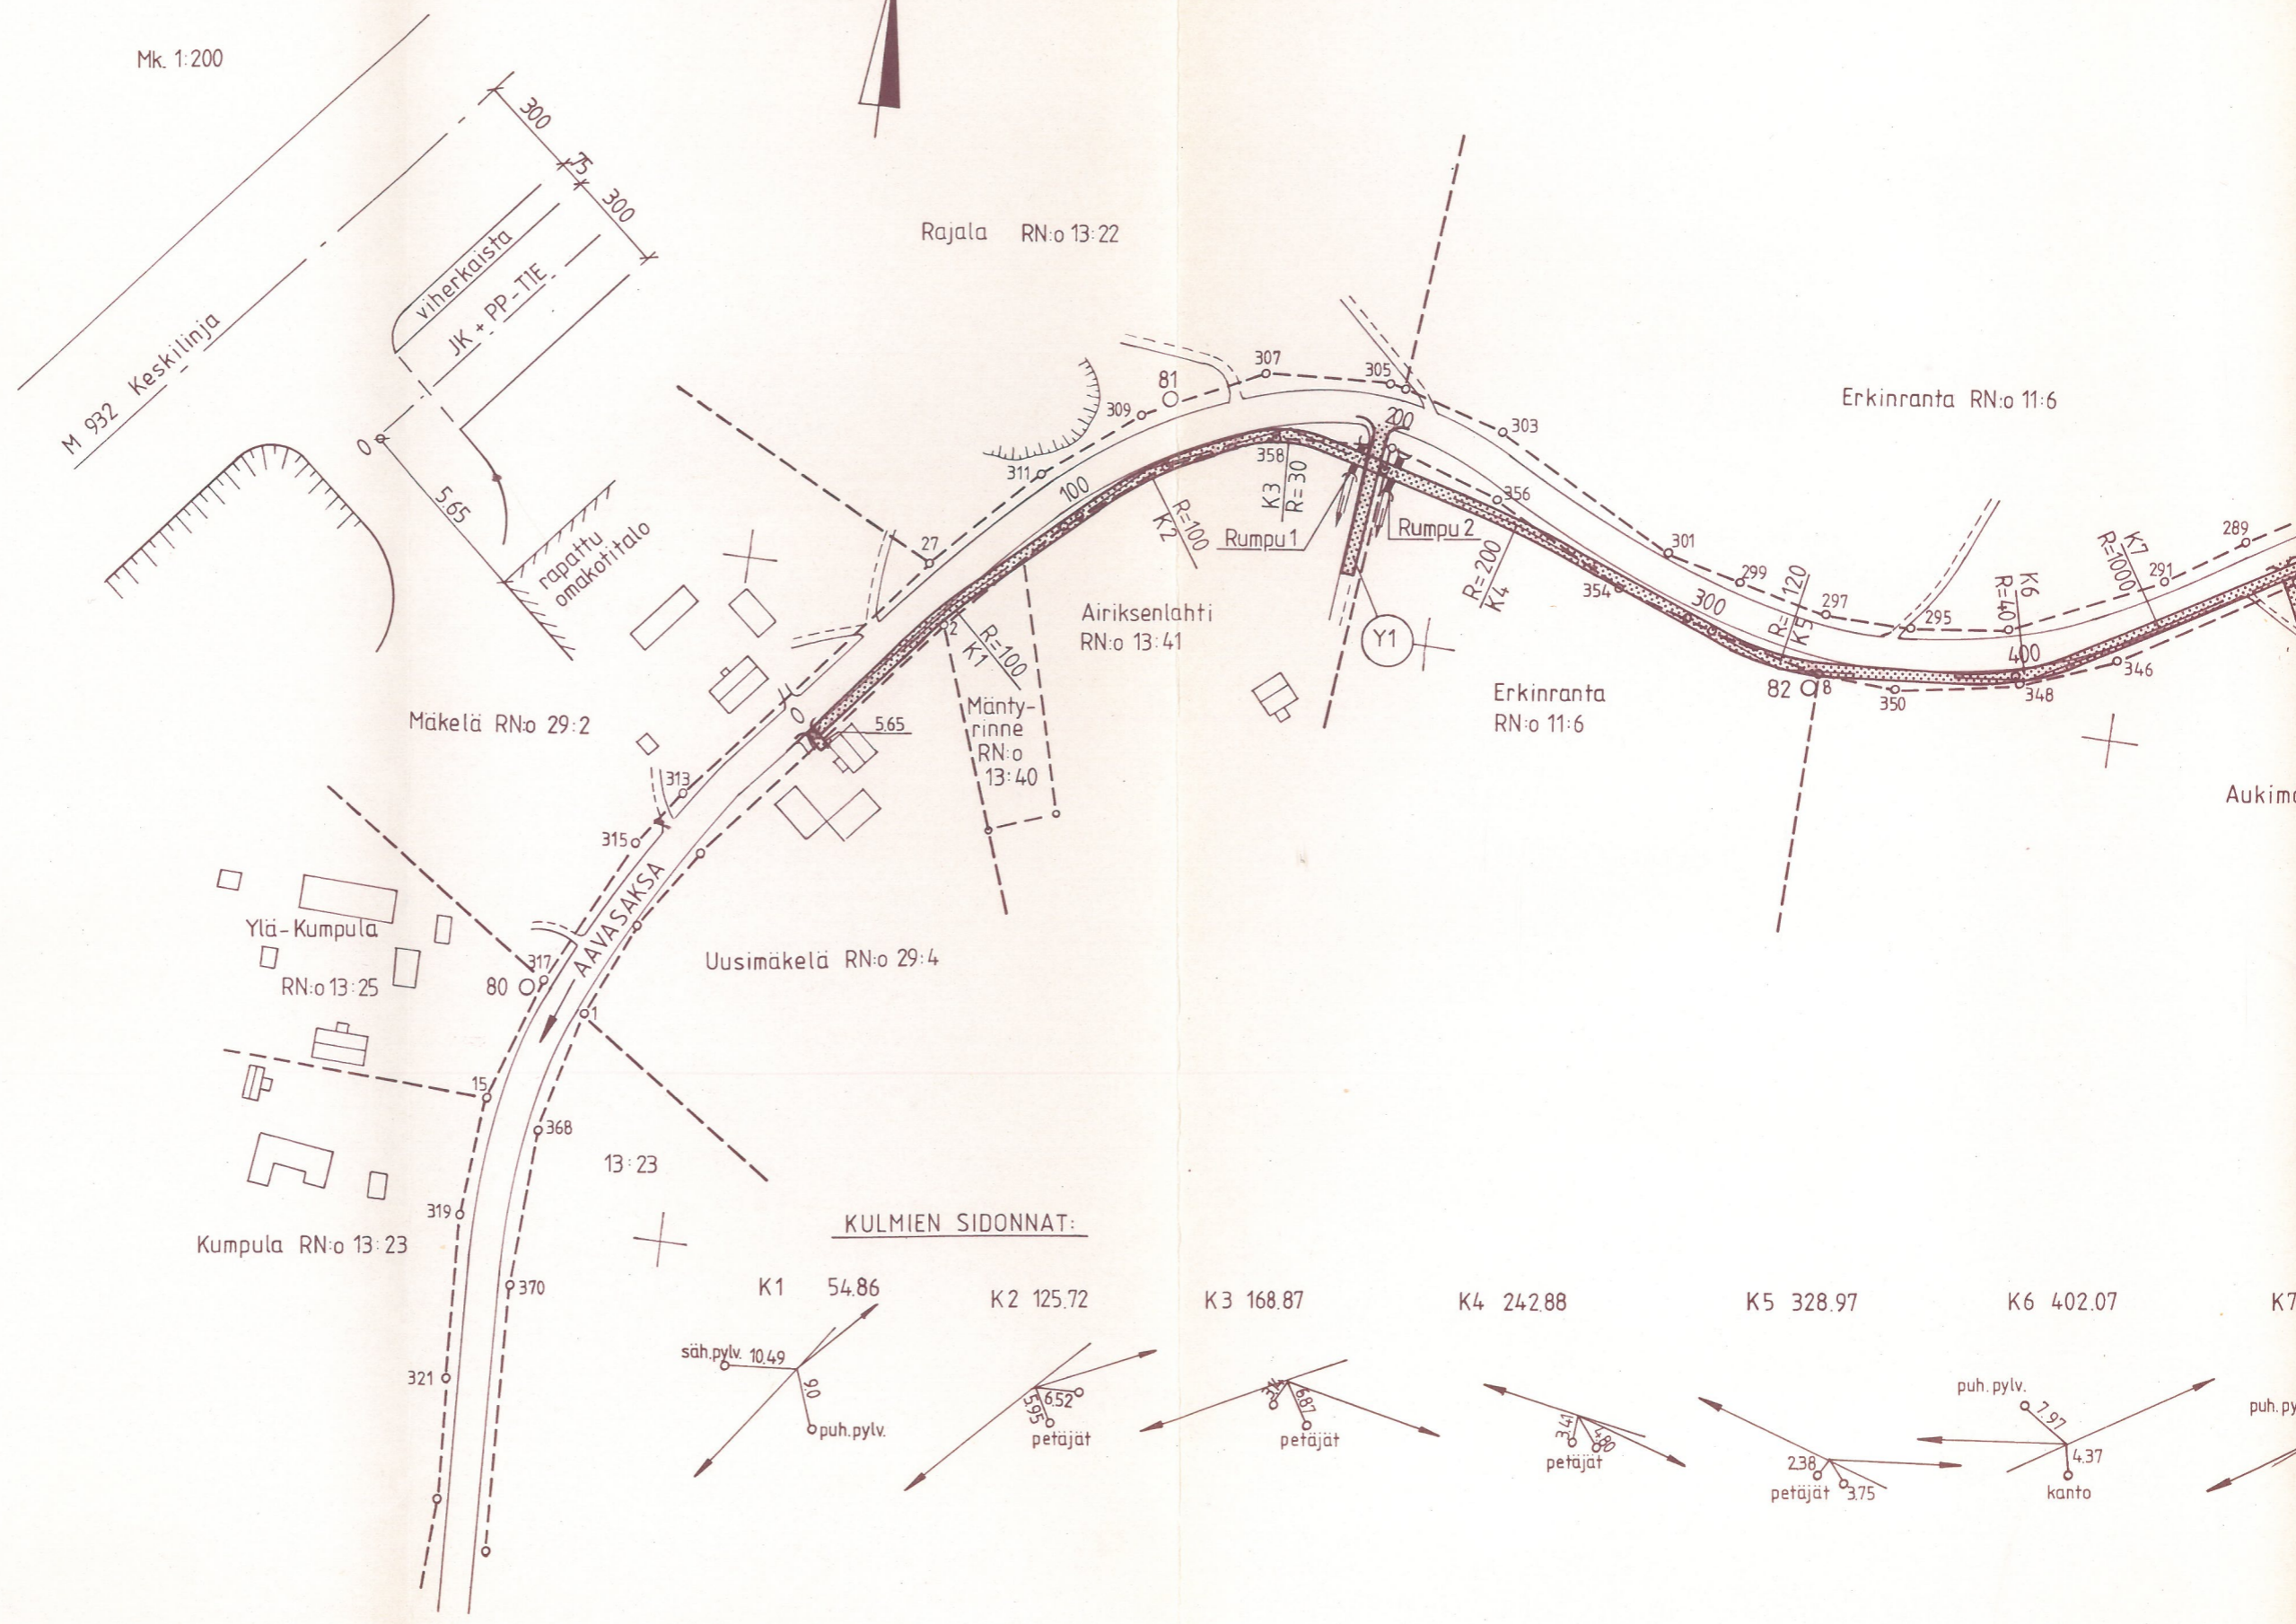 Mk. 1:200
300
75
300
viherkaista
JK + PP-TIE
M 932 Keskilinja
0
5.65
rapattu
omakotitalo
Rajala RN:o 13:22
307
81
305
309
303
Erkinranta RN:o 11:6
200
311
358
100
K3
R=30
R=100
K2
356
Rumpu 1
Rumpu 2
27
R=200
K4
301
299
354
300
R=120
K5
297
295
R=40
K6
R=1000
K7
291
289
2
R=100
K1
Airiksenlahti
RN:o 13:41
Y1
400
346
348
350
82
8
Erkinranta
RN:o 11:6
Mänty-
rinne
RN:o
13:40
0
5.65
Mäkelä RN:o 29:2
313
315
AAVASAKSA
Ylä-Kumpula
RN:o 13:25
317
80
Uusimäkelä RN:o 29:4
1
15
368
13:23
319
Kumpula RN:o 13:23
370
321
KULMIEN SIDONNAT:
K1 54.86
säh.pylv. 10.49
9.0
puh.pylv.
K2 125.72
6.52
5.95
petäjät
K3 168.87
6.87
petäjät
K4 242.88
3.41
4.80
petäjät
K5 328.97
2.38
petäjät 3.75
K6 402.07
puh.pylv.
7.97
4.37
kanto